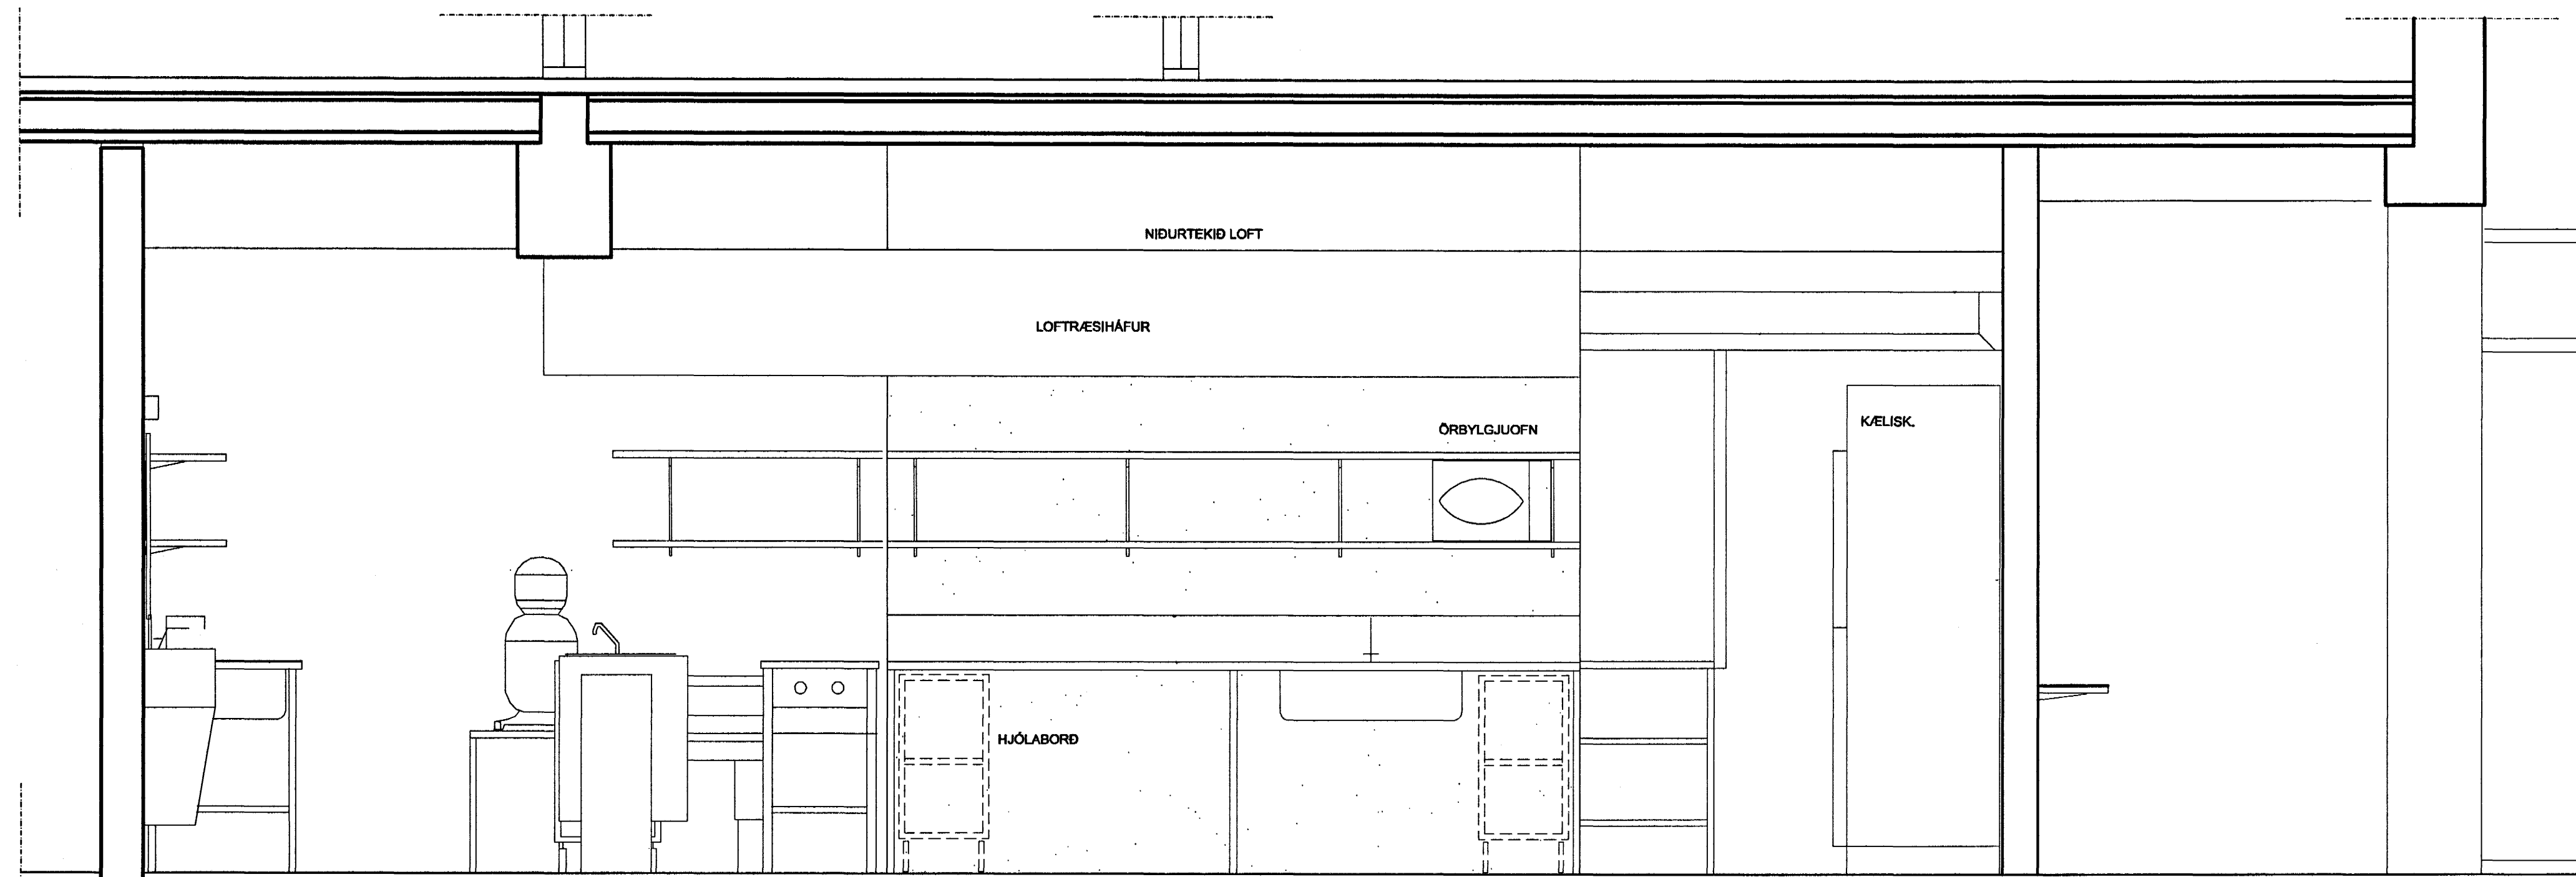 NIÐURTEKIÐ LOFT
LOFTRÆSIHÁFUR
ÖRBYLGJUOFN
KÆLISK.
HJÓLABORÐ